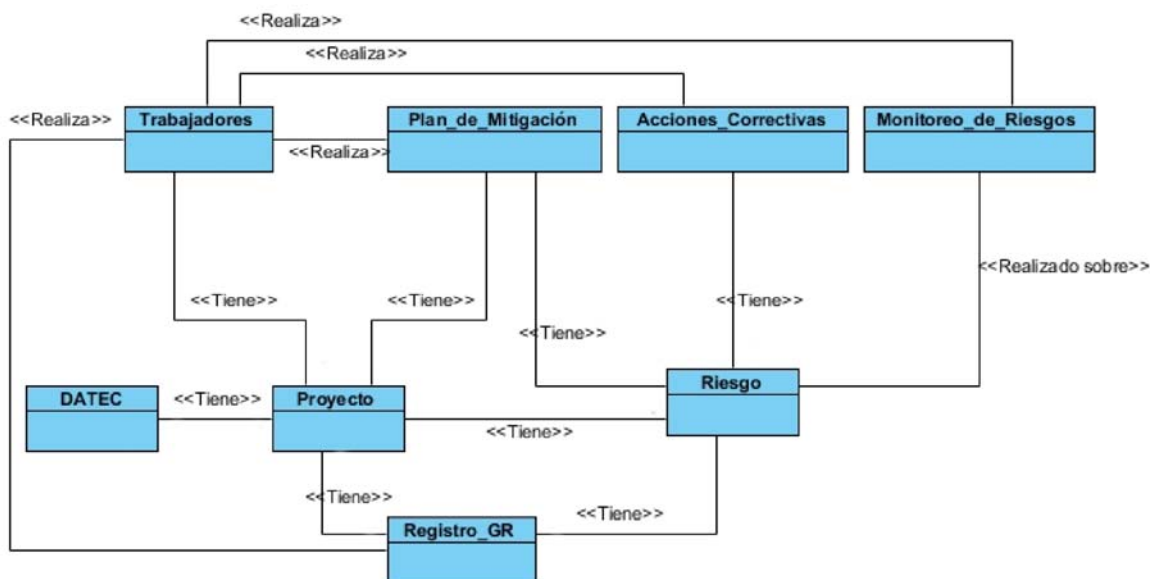 <<Realiza>>
<<Realiza>>
<<Realiza>>
Trabajadores
Plan_de_Mitigación
Acciones_Correctivas
Monitoreo_de_Riesgos
<<Realiza>>
<<Realizado sobre>>
<<Tiene>>
<<Tiene>>
<<Tiene>>
<<Tiene>>
Riesgo
DATEC
<<Tiene>>
Proyecto
<<Tiene>>
<<Tiene>>
<<Tiene>>
Registro_GR